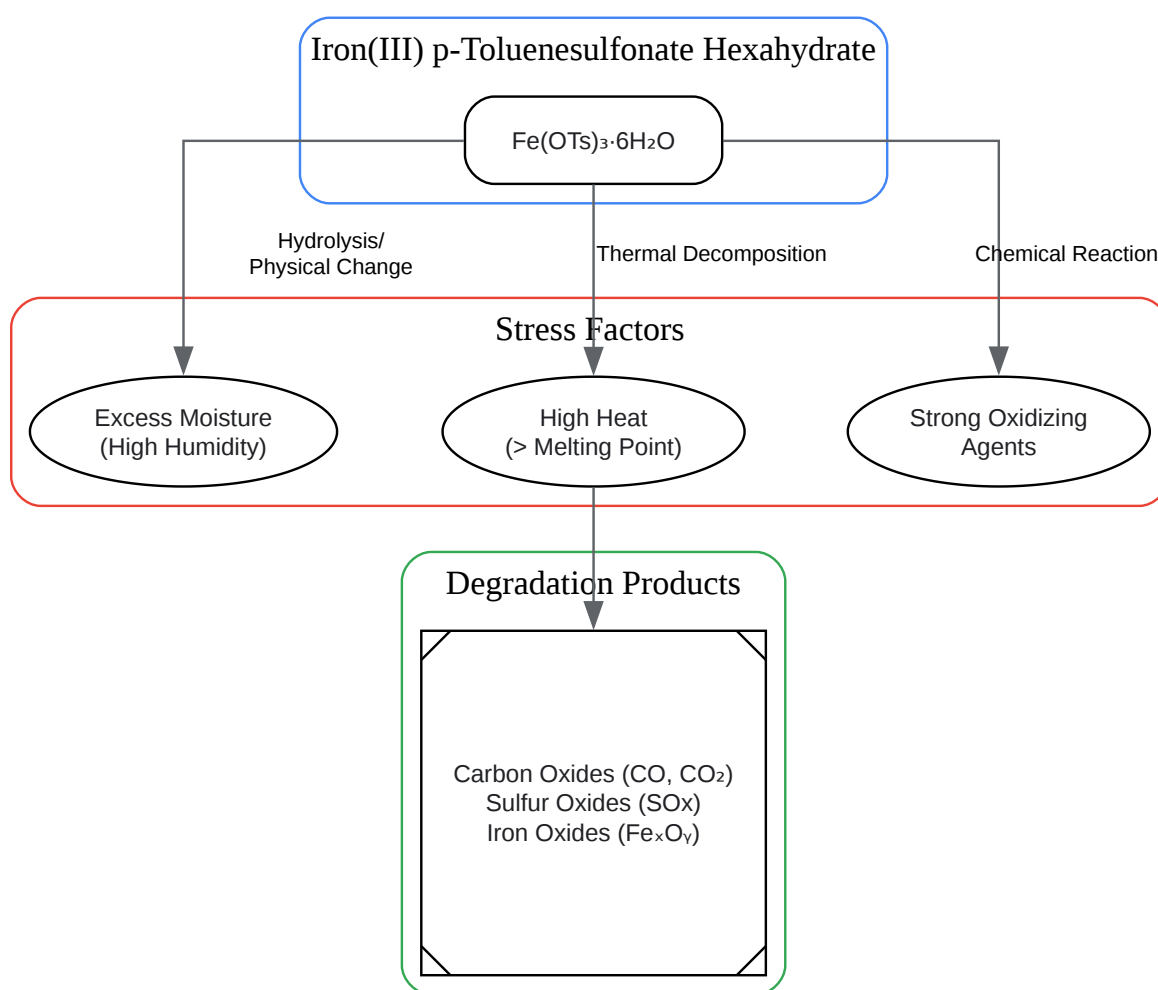 Iron(III) p-Toluenesulfonate Hexahydrate
Fe(OTs)₃·6H₂O
Hydrolysis/
Physical Change
Thermal Decomposition
Chemical Reaction
Stress Factors
Excess Moisture
(High Humidity)
High Heat
(> Melting Point)
Strong Oxidizing
Agents
Degradation Products
Carbon Oxides (CO, CO₂)
Sulfur Oxides (SOx)
Iron Oxides (FeₓOᵧ)